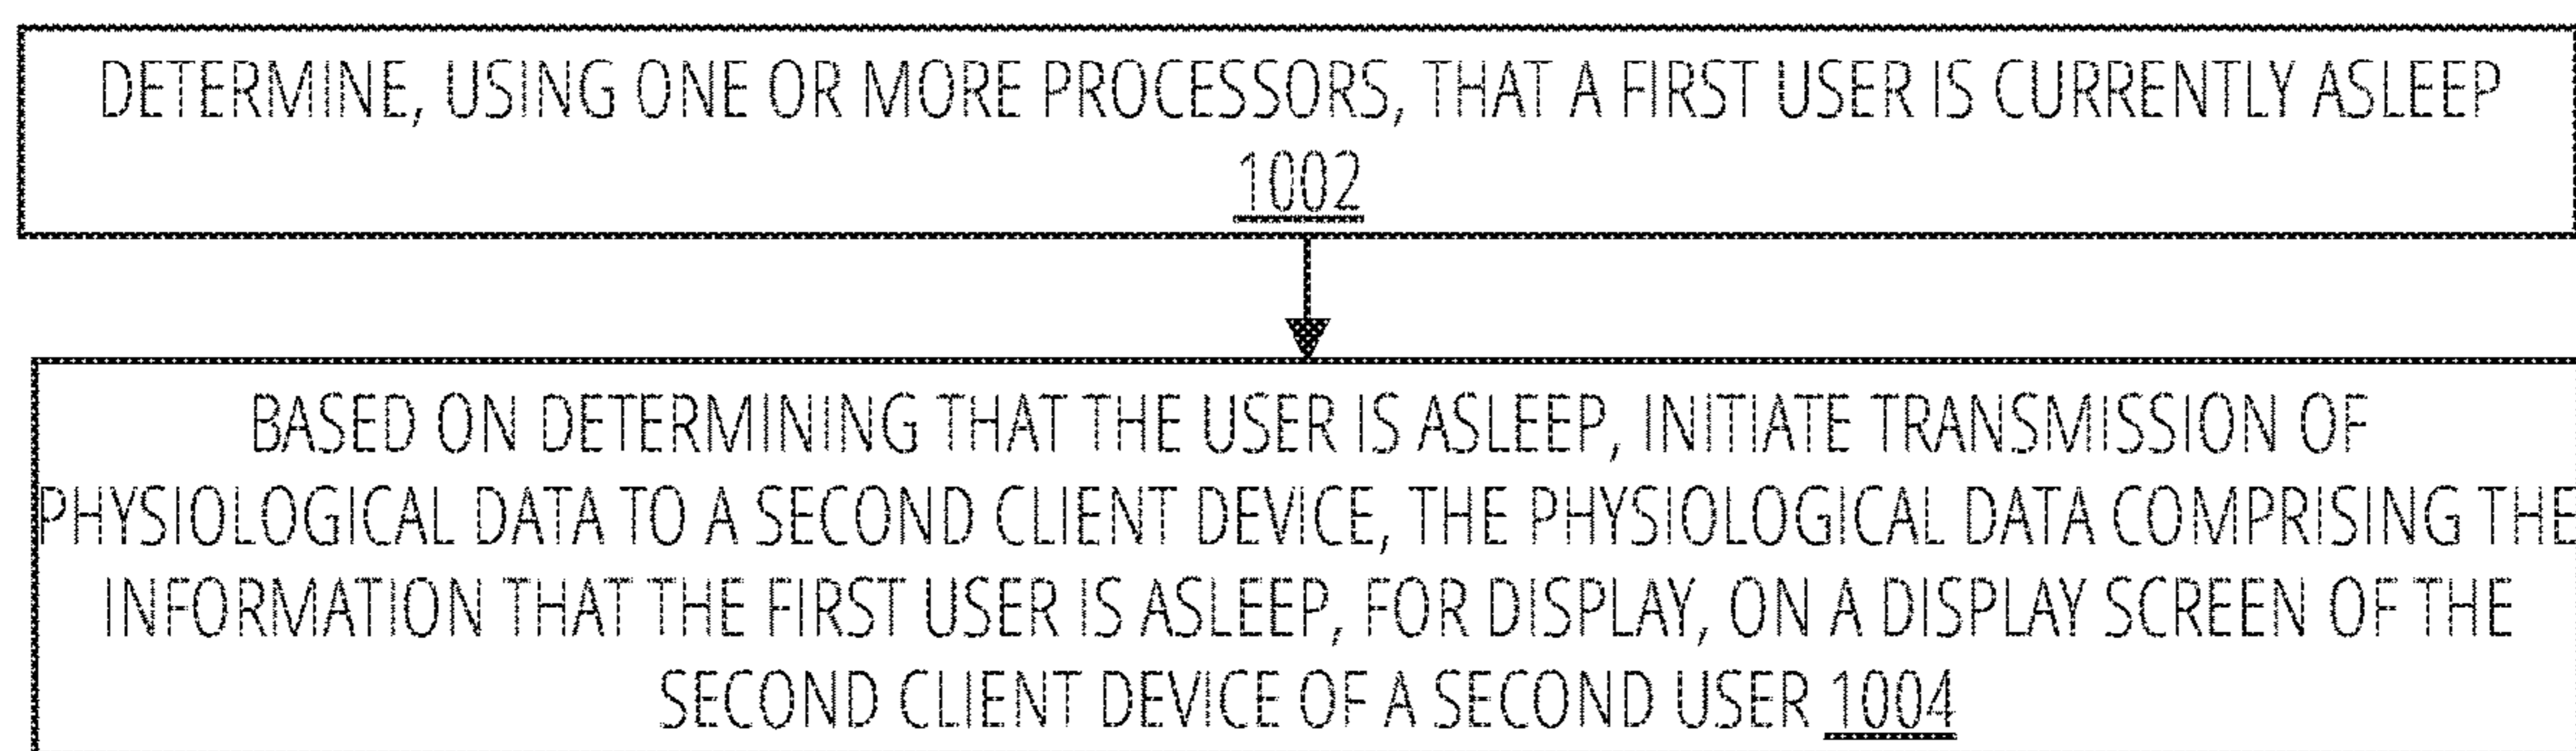 DETERMINE, USING ONE OR MORE PROCESSORS, THAT A FIRST USER IS CURRENTLY ASLEEP
1002
BASED ON DETERMINING THAT THE USER IS ASLEEP, INITIATE TRANSMISSION OF
PHYSIOLOGICAL DATA TO A SECOND CLIENT DEVICE, THE PHYSIOLOGICAL DATA COMPRISING THE
INFORMATION THAT THE FIRST USER IS ASLEEP, FOR DISPLAY, ON A DISPLAY SCREEN OF THE
SECOND CLIENT DEVICE OF A SECOND USER 1004